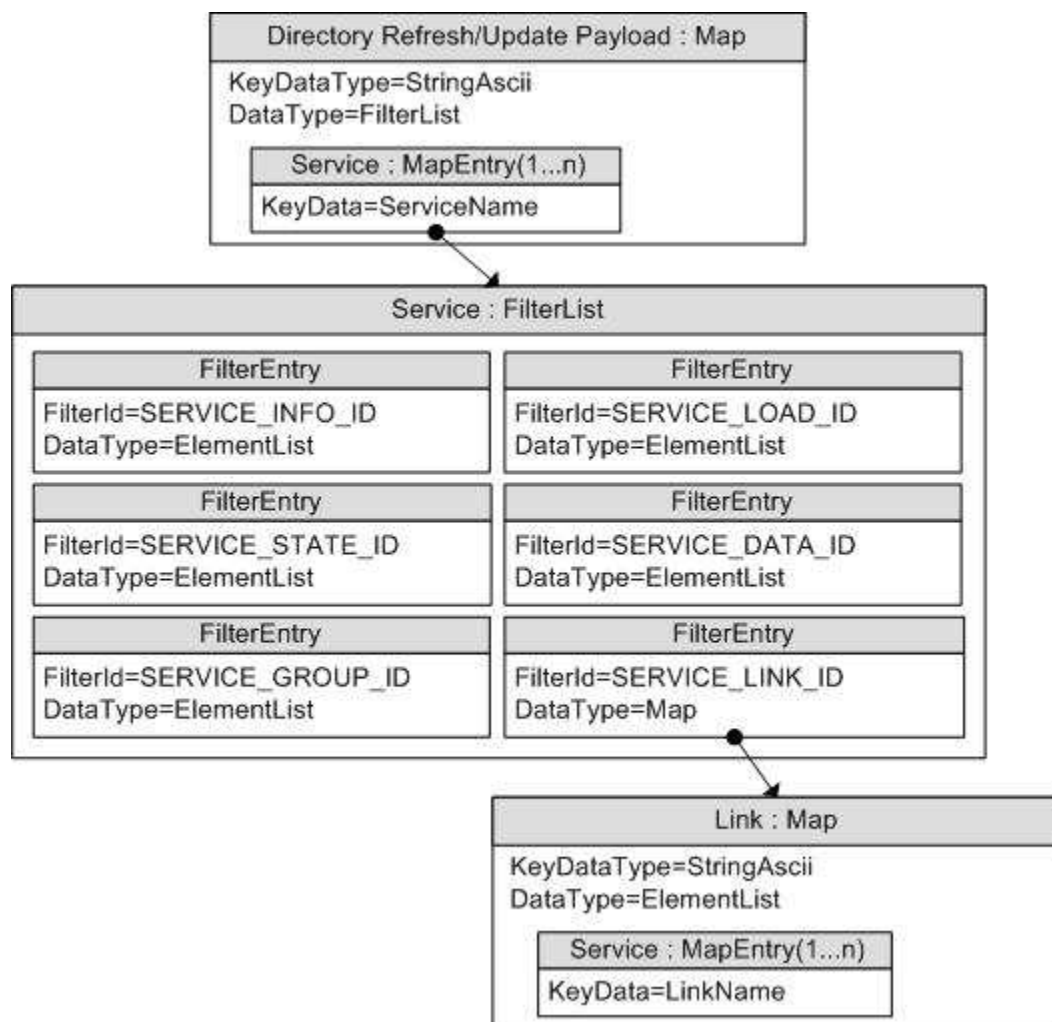 Directory Refresh/Update Payload : Map
KeyDataType=StringAscii
DataType=FilterList
Service : MapEntry(1...n)
KeyData=ServiceName
Service : FilterList
FilterEntry
FilterId=SERVICE_INFO_ID
DataType=ElementList
FilterEntry
FilterId=SERVICE_LOAD_ID
DataType=ElementList
FilterEntry
FilterId=SERVICE_STATE_ID
DataType=ElementList
FilterEntry
FilterId=SERVICE_DATA_ID
DataType=ElementList
FilterEntry
FilterId=SERVICE_GROUP_ID
DataType=ElementList
FilterEntry
FilterId=SERVICE_LINK_ID
DataType=Map
Link : Map
KeyDataType=StringAscii
DataType=ElementList
Service : MapEntry(1...n)
KeyData=LinkName